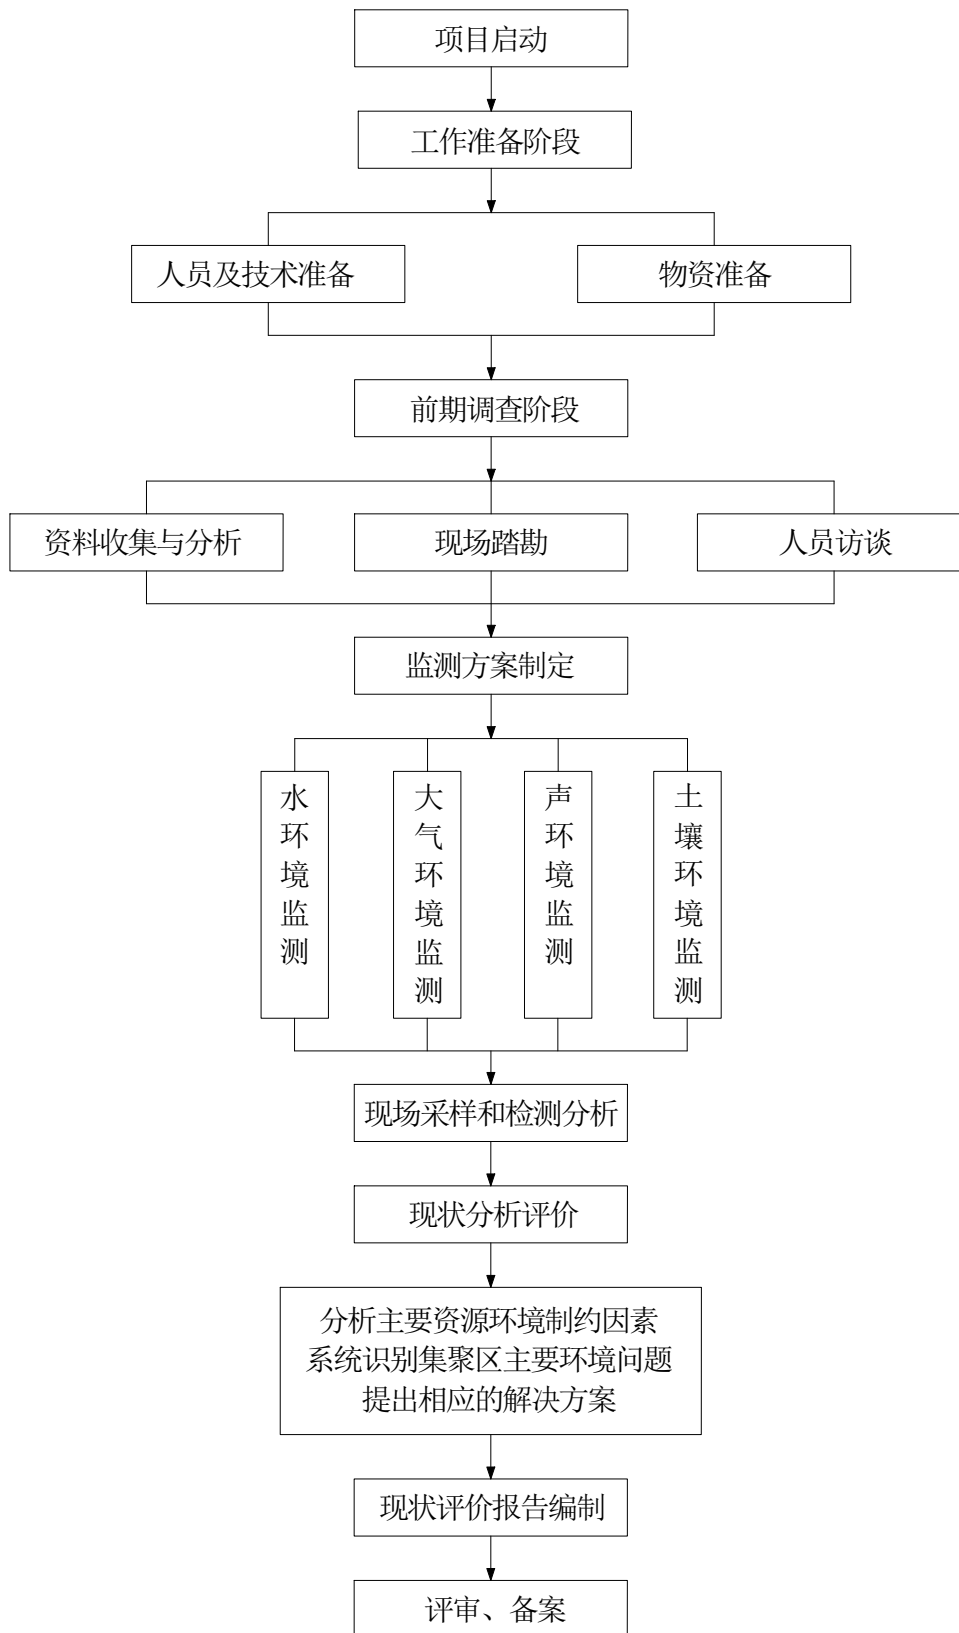 项目启动
工作准备阶段
人员及技术准备
物资准备
前期调查阶段
资料收集与分析
现场踏勘
人员访谈
监测方案制定
水环境监测
大气环境监测
声环境监测
土壤环境监测
现场采样和检测分析
现状分析评价
分析主要资源环境制约因素
系统识别集聚区主要环境问题
提出相应的解决方案
现状评价报告编制
评审、备案